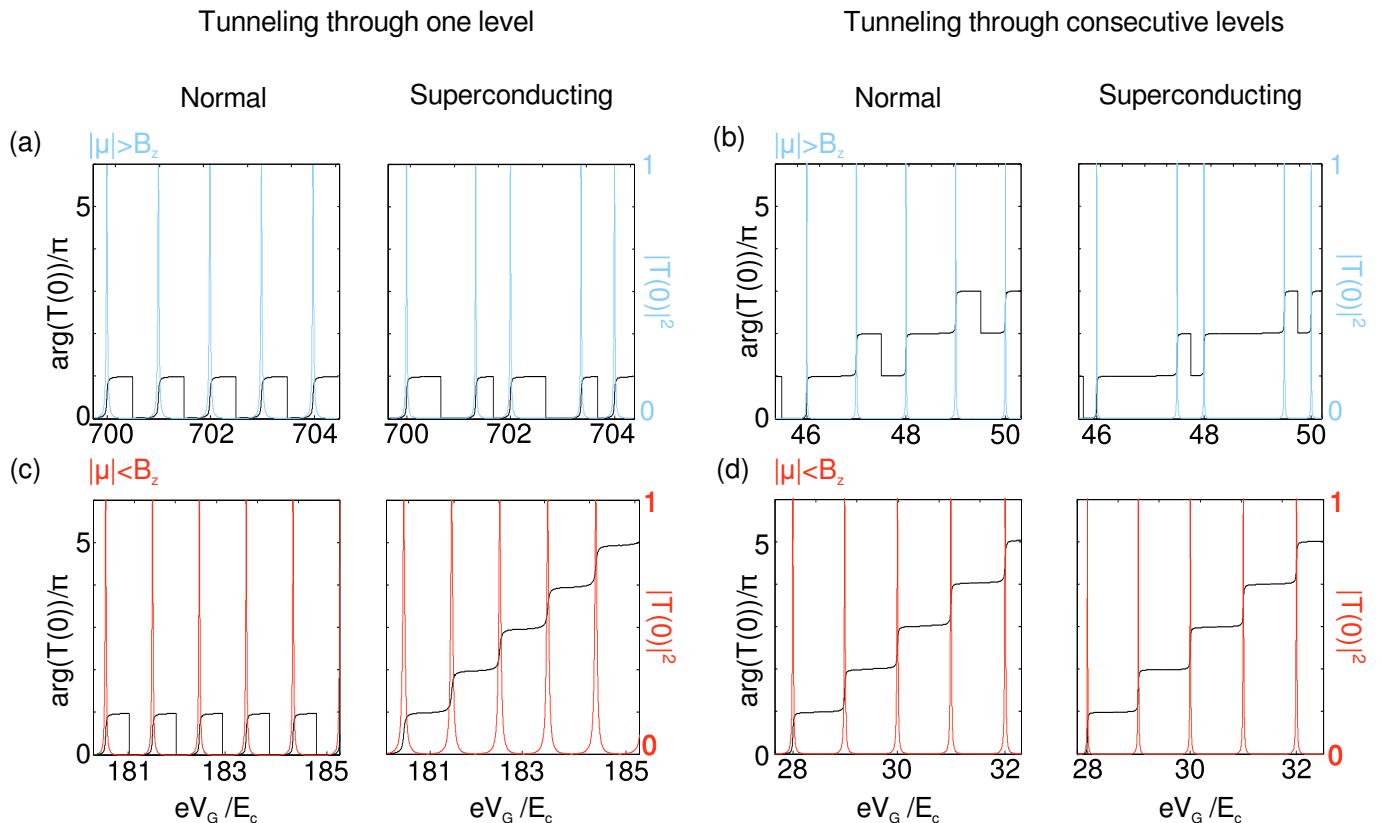 Tunneling through one level
Tunneling through consecutive levels
Normal
Superconducting
Normal
Superconducting
(a)
|μ|>B_z
arg(T(0))/π
5
0
700
702
704
700
702
704
1
0
|T(0)|²
(b)
|μ|>B_z
arg(T(0))/π
5
0
46
48
50
46
48
50
1
0
|T(0)|²
(c)
|μ|<B_z
arg(T(0))/π
5
0
181
183
185
181
183
185
1
0
|T(0)|²
eV_G /E_c
eV_G /E_c
(d)
|μ|<B_z
arg(T(0))/π
5
0
28
30
32
28
30
32
1
0
|T(0)|²
eV_G /E_c
eV_G /E_c